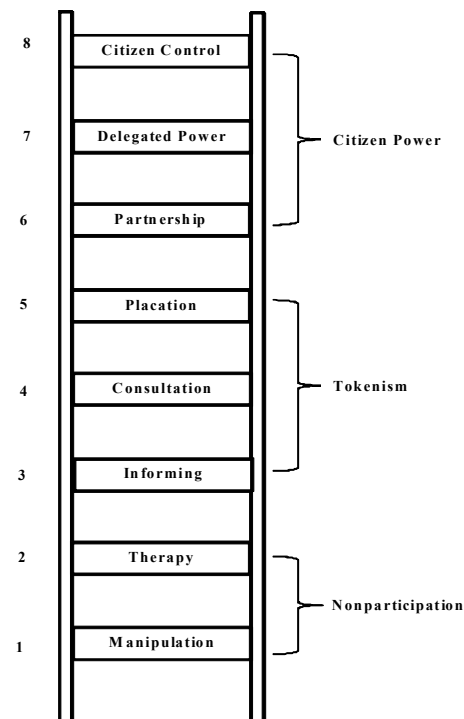 8 Citizen Control
7 Delegated Power Citizen Power
6 Partnership
5 Placation
4 Consultation Tokenism
3 Informing
2 Therapy
Nonparticipation
1 Manipulation